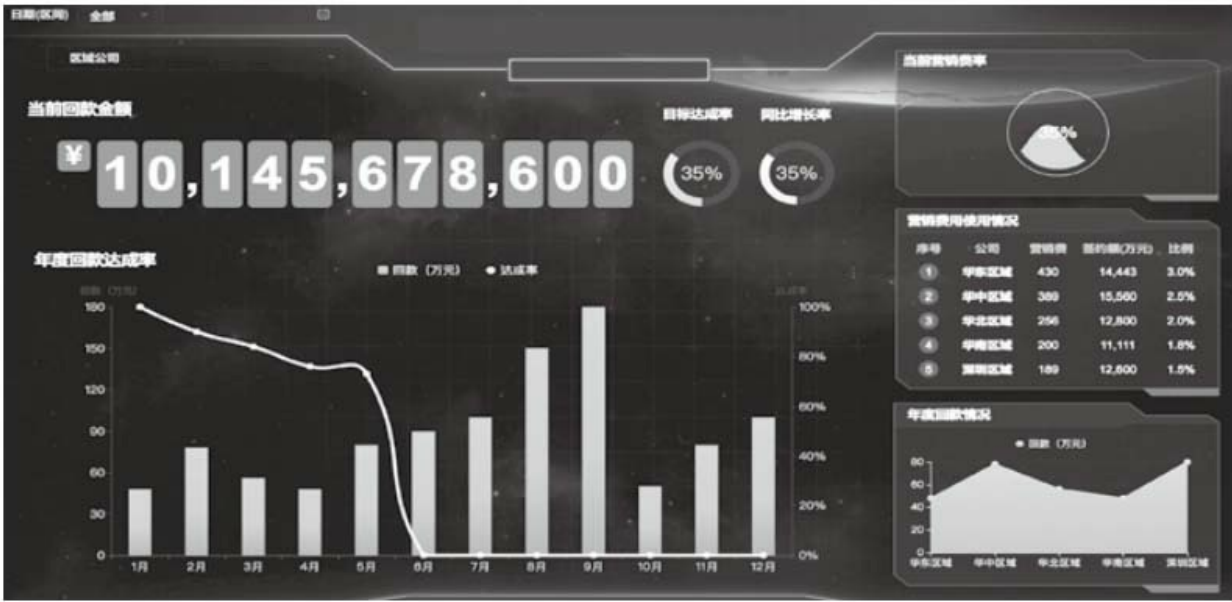 日期(区间) 全部
区域公司
当前回款金额
¥ 10,145,678,600
目标达成率 同比增长率
35% 35%
当前营销费率
35%
年度回款达成率
回款（万元） 达成率
回款（万元） 达成率
180 150 120 90 60 30 0
100% 80% 60% 40% 20% 0%
1月 2月 3月 4月 5月 6月 7月 8月 9月 10月 11月 12月
营销费用使用情况
序号 公司 营销费 签约额(万元) 比例
1 华东区域 430 14,443 3.0%
2 华中区域 389 15,560 2.5%
3 华北区域 256 12,800 2.0%
4 华南区域 200 11,111 1.8%
5 深圳区域 189 12,600 1.5%
年度回款情况
回款（万元）
80 60 40 20 0
华东区域 华中区域 华北区域 华南区域 深圳区域